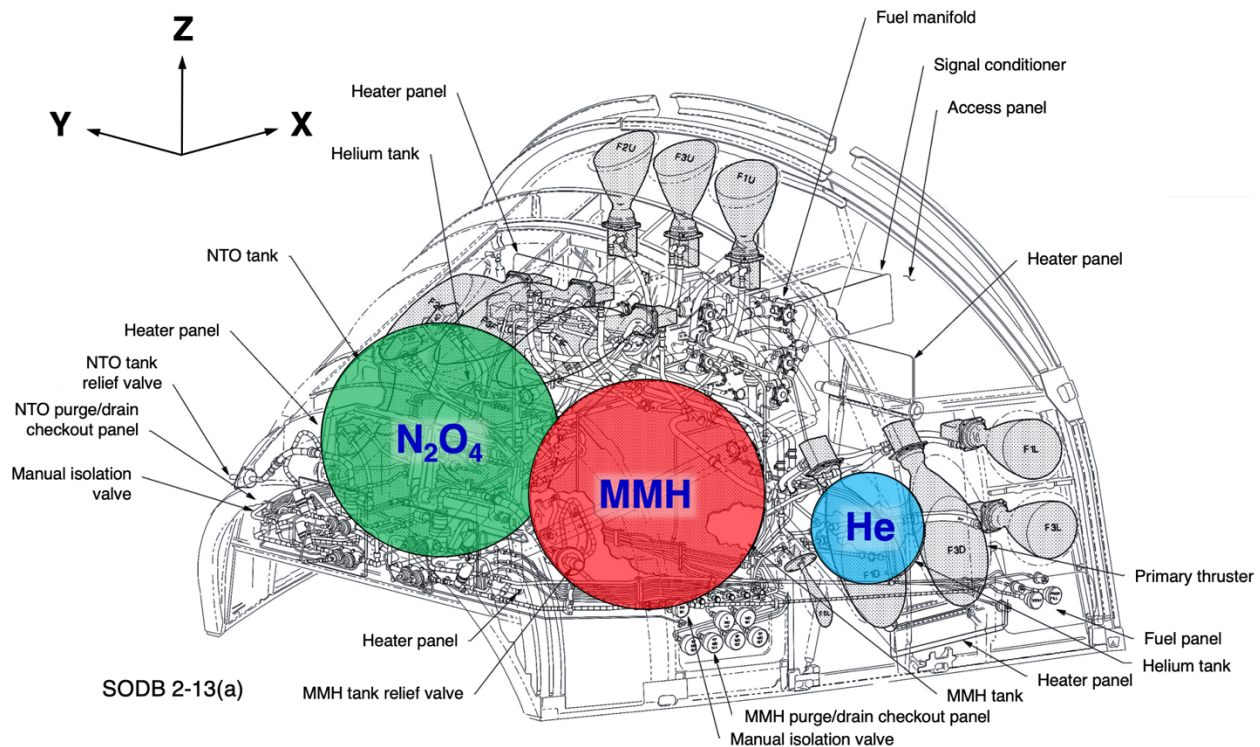 Z
Y
X
Fuel manifold
Signal conditioner
Access panel
Heater panel
Helium tank
NTO tank
Heater panel
Heater panel
NTO tank
relief valve
NTO purge/drain
checkout panel
Manual isolation
valve
F2U
F3U
F1U
F1L
F3L
F3D
F1D
N2O4
MMH
He
Primary thruster
Fuel panel
Helium tank
Heater panel
MMH tank
Heater panel
MMH tank relief valve
MMH purge/drain checkout panel
Manual isolation valve
SODB 2-13(a)